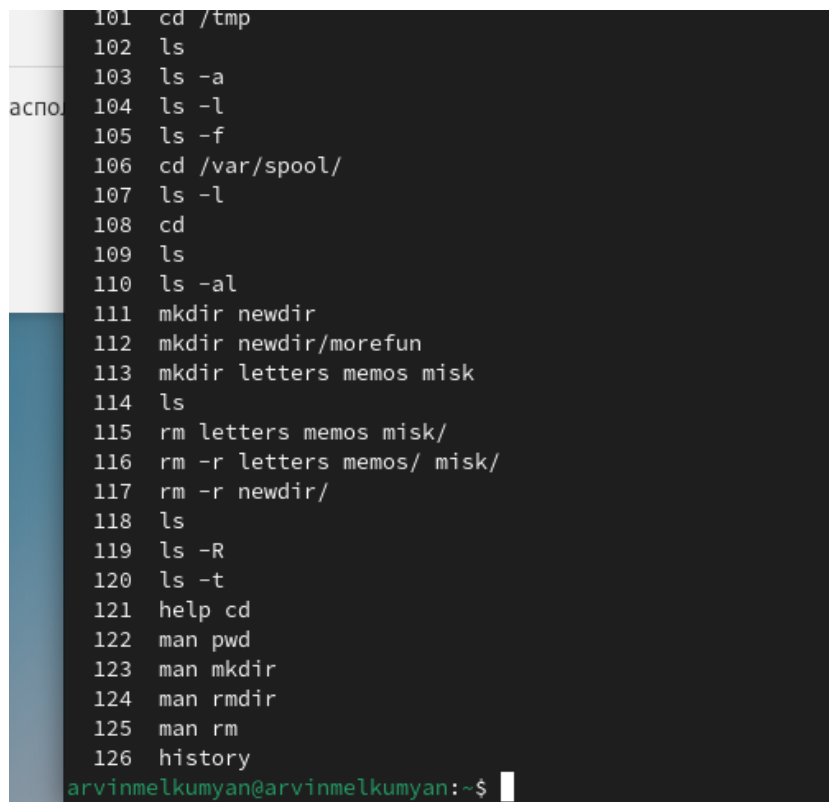 101 cd /tmp
102 ls
103 ls -a
аспол
104 ls -l
105 ls -f
106 cd /var/spool/
107 ls -l
108 cd
109 ls
110 ls -al
111 mkdir newdir
112 mkdir newdir/morefun
113 mkdir letters memos misk
114 ls
115 rm letters memos misk/
116 rm -r letters memos/ misk/
117 rm -r newdir/
118 ls
119 ls -R
120 ls -t
121 help cd
122 man pwd
123 man mkdir
124 man rmdir
125 man rm
126 history
arvinmelkumyan@arvinmelkumyan:~$